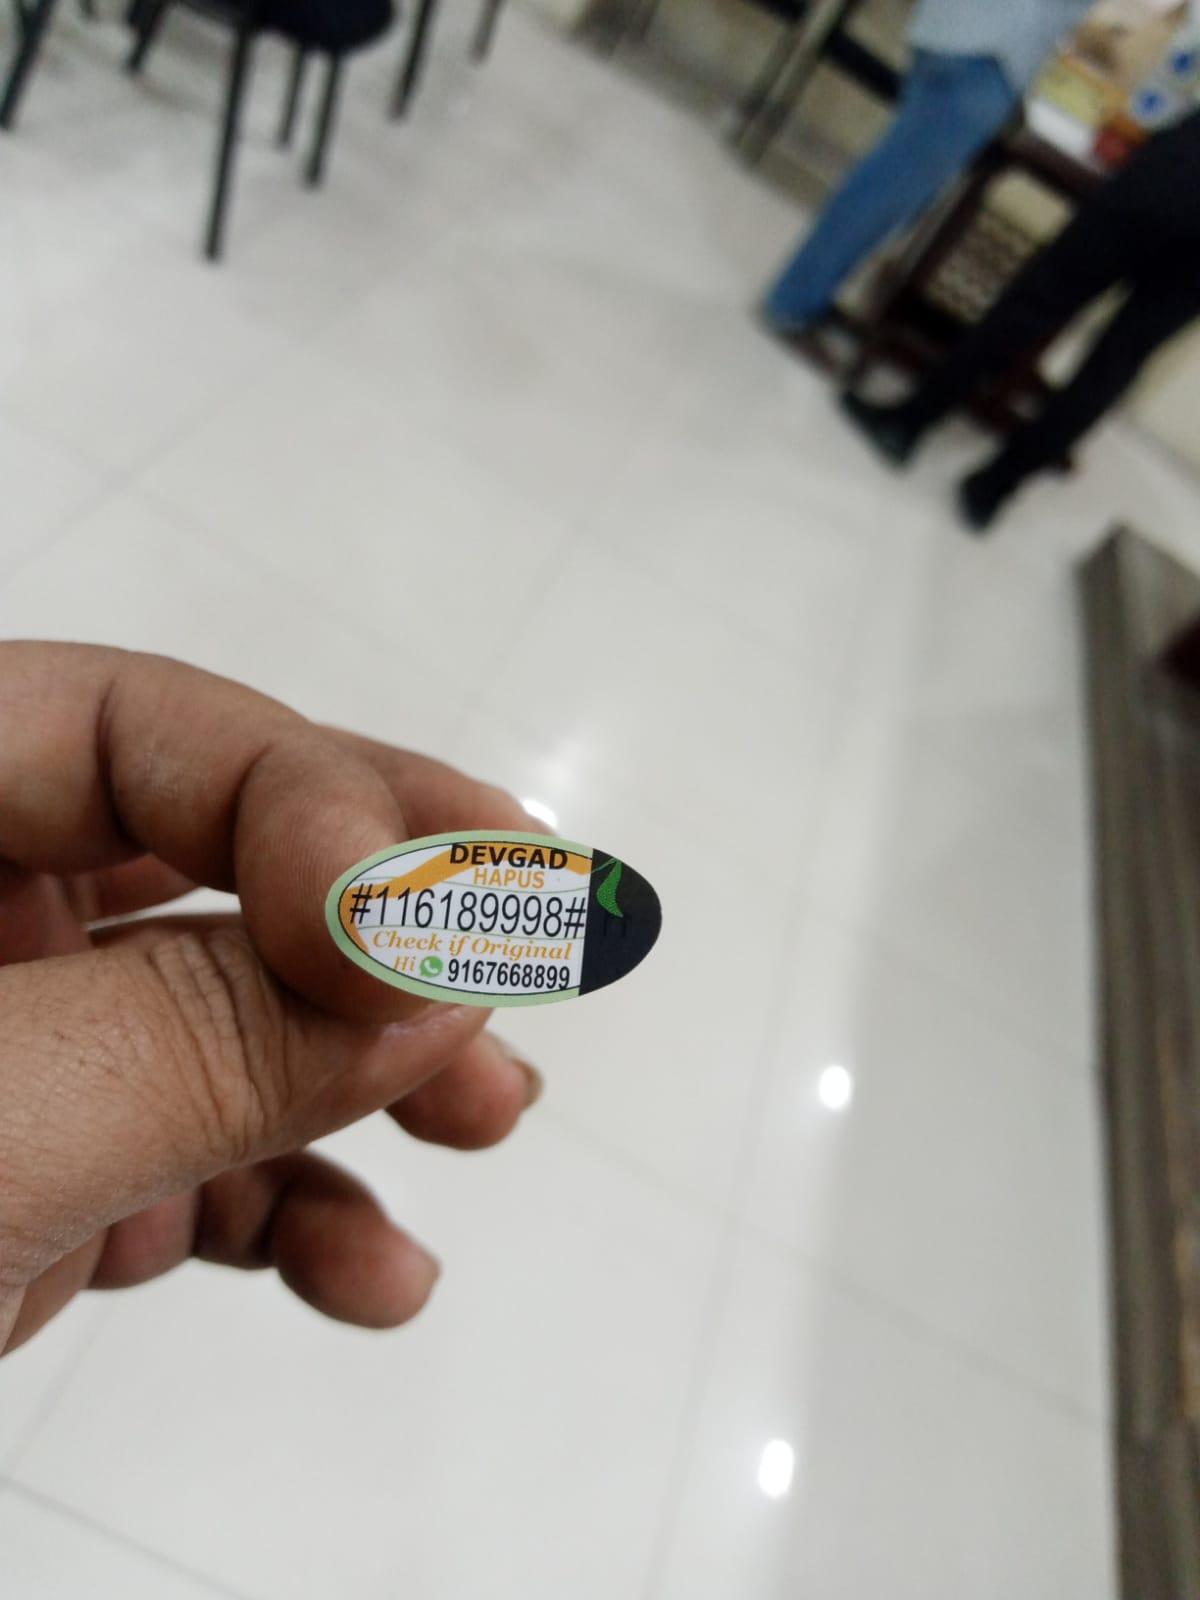 DEVGAD
HAPUS
#116189998#
Check if Original
Hi 9167668899